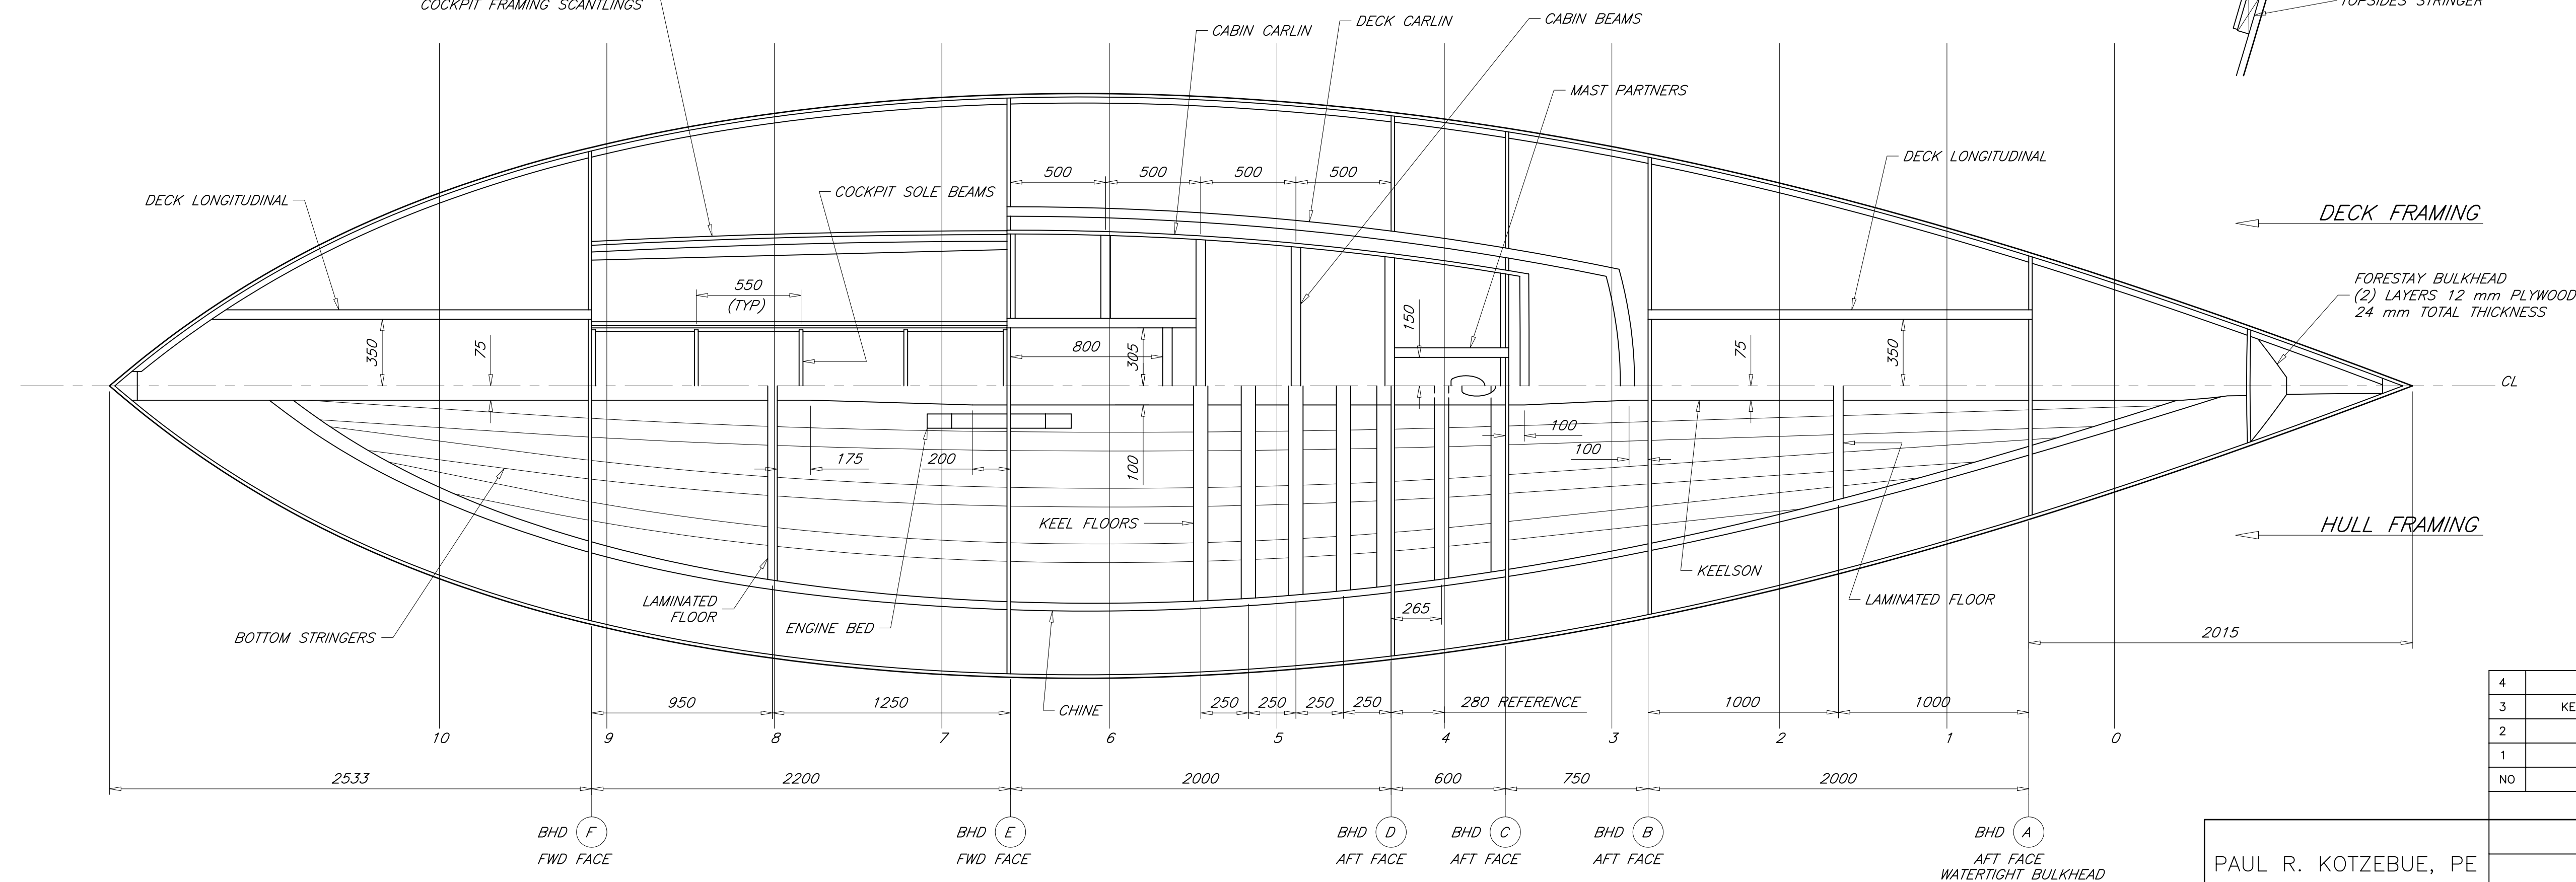 COCKPIT FRAMING SCANTLINGS
TOPSIDES STRINGER
CABIN CARLIN
DECK CARLIN
CABIN BEAMS
MAST PARTNERS
DECK LONGITUDINAL
COCKPIT SOLE BEAMS
500
500
500
500
DECK LONGITUDINAL
DECK FRAMING
550
(TYP)
FORESTAY BULKHEAD
(2) LAYERS 12 mm PLYWOOD
24 mm TOTAL THICKNESS
350
75
800
305
150
75
350
CL
175
200
100
100
100
KEEL FLOORS
HULL FRAMING
KEELSON
LAMINATED
FLOOR
ENGINE BED
BOTTOM STRINGERS
265
LAMINATED FLOOR
2015
950
1250
CHINE
250
250
250
250
280 REFERENCE
1000
1000
10
9
8
7
6
5
4
3
2
1
0
2533
2200
2000
600
750
2000
BHD F
FWD FACE
BHD E
FWD FACE
BHD D
AFT FACE
BHD C
AFT FACE
BHD B
AFT FACE
BHD A
AFT FACE
WATERTIGHT BULKHEAD
4
3 KE
2
1
NO
PAUL R. KOTZEBUE, PE